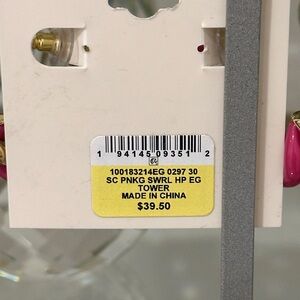 1 94145 09351 2
100183214EG 0297 30
SC PNKG SWRL HP EG
TOWER
MADE IN CHINA
$39.50